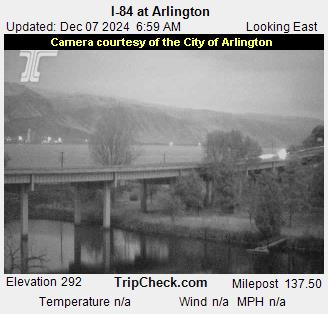 I-84 at Arlington
Updated: Dec 07 2024 6:59 AM Looking East
Camera courtesy of the City of Arlington
Elevation 292 TripCheck.com Milepost 137.50
Temperature n/a Wind n/a MPH n/a